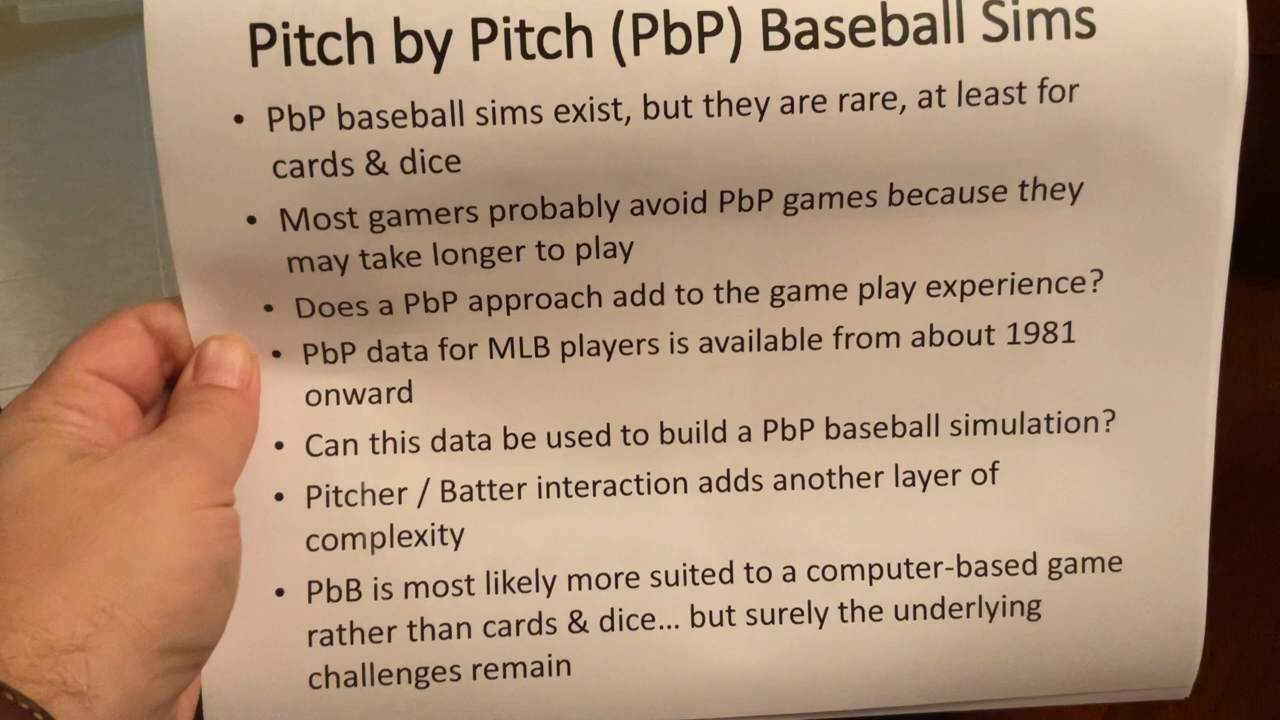 Pitch by Pitch (PbP) Baseball Sims
• PbP baseball sims exist, but they are rare, at least for
cards & dice
• Most gamers probably avoid PbP games because they
may take longer to play
• Does a PbP approach add to the game play experience?
• PbP data for MLB players is available from about 1981
onward
• Can this data be used to build a PbP baseball simulation?
• Pitcher / Batter interaction adds another layer of
complexity
• PbB is most likely more suited to a computer-based game
rather than cards & dice... but surely the underlying
challenges remain